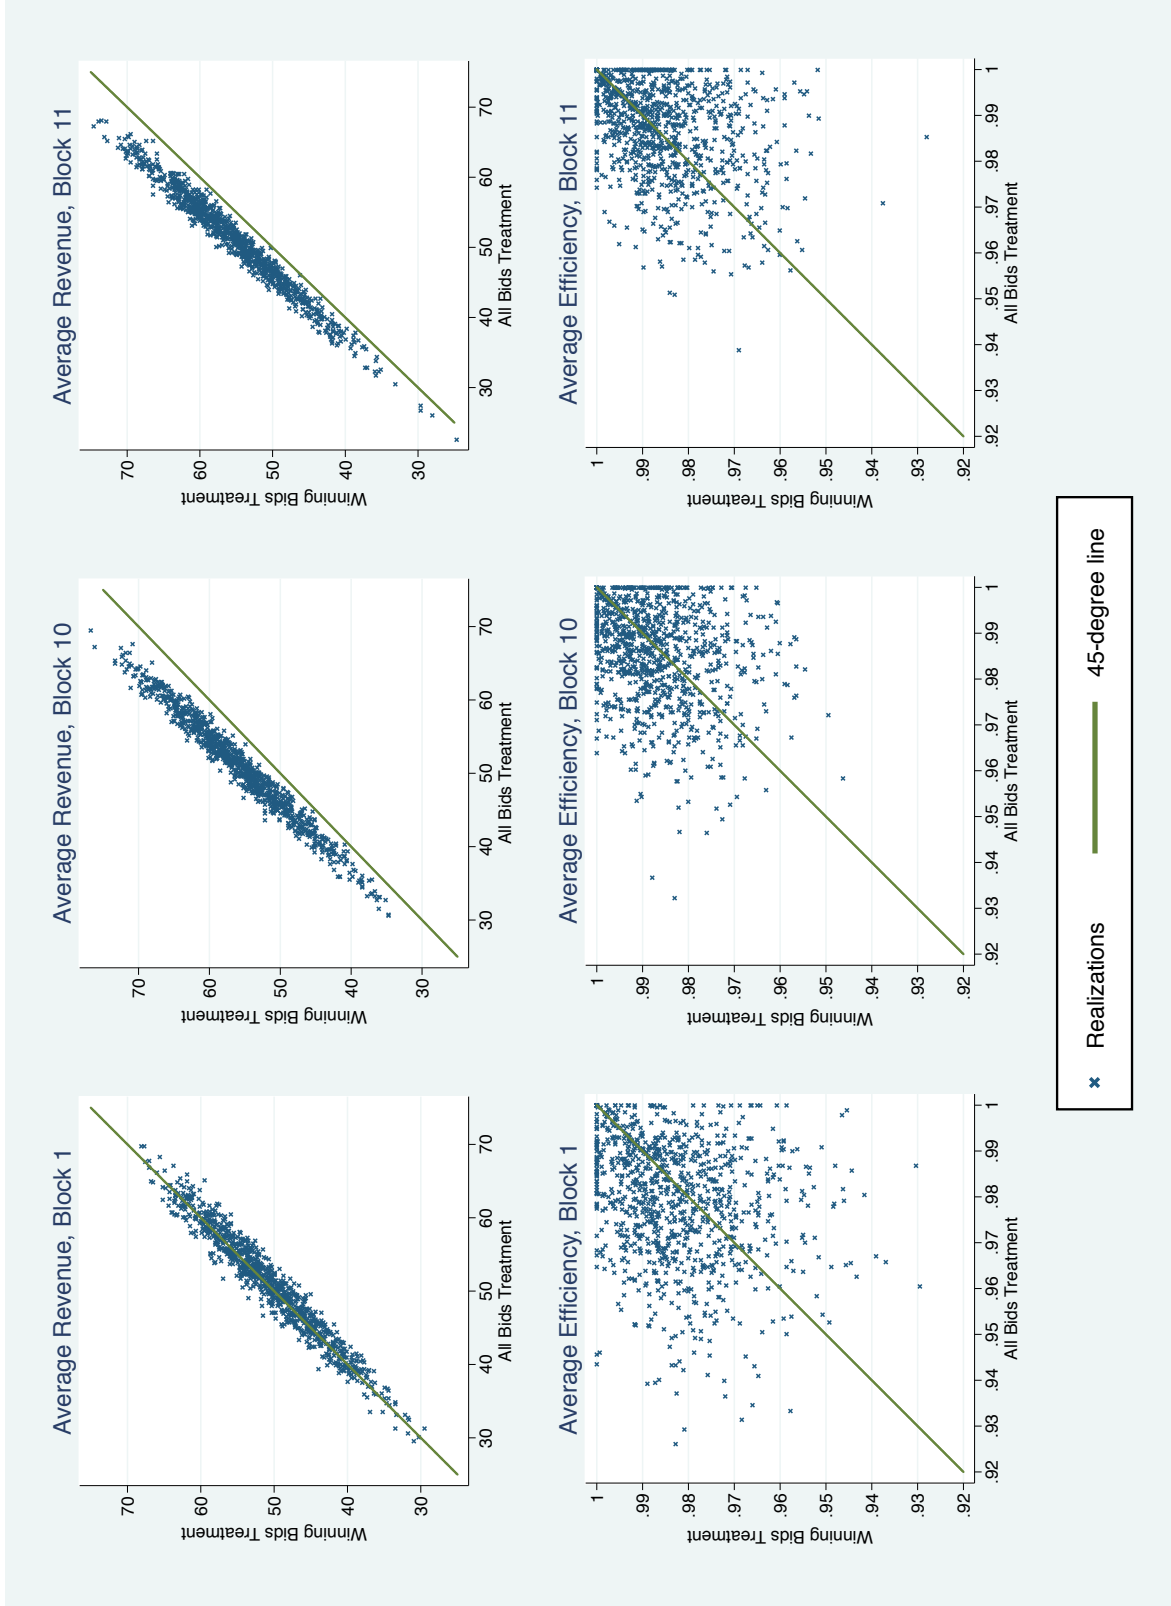 Average Revenue, Block 1
Winning Bids Treatment
70
60
50
40
30
30 40 50 60 70
All Bids Treatment
Average Revenue, Block 10
Winning Bids Treatment
70
60
50
40
30
30 40 50 60 70
All Bids Treatment
Average Revenue, Block 11
Winning Bids Treatment
70
60
50
40
30
30 40 50 60 70
All Bids Treatment
Average Efficiency, Block 1
Winning Bids Treatment
1
.99
.98
.97
.96
.95
.94
.93
.92
.92 .93 .94 .95 .96 .97 .98 .99 1
All Bids Treatment
Average Efficiency, Block 10
Winning Bids Treatment
1
.99
.98
.97
.96
.95
.94
.93
.92
.92 .93 .94 .95 .96 .97 .98 .99 1
All Bids Treatment
Average Efficiency, Block 11
Winning Bids Treatment
1
.99
.98
.97
.96
.95
.94
.93
.92
.92 .93 .94 .95 .96 .97 .98 .99 1
All Bids Treatment
Realizations 45-degree line